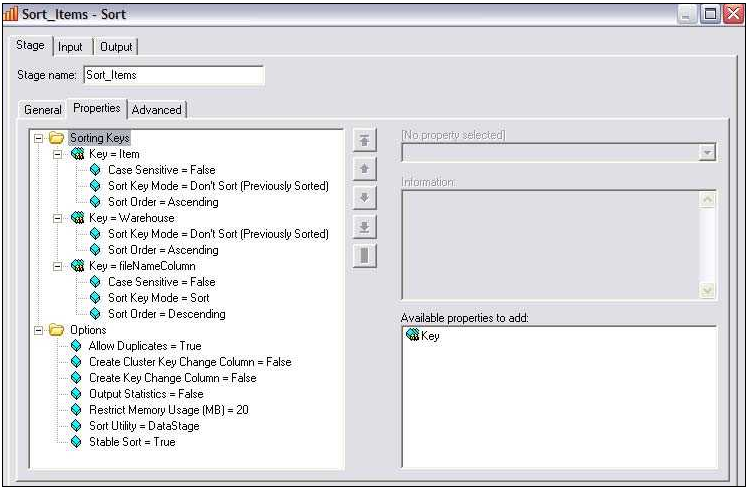 Sort_Items - Sort
Stage Input Output
Stage name: Sort_Items
General Properties Advanced
Sorting Keys
Key = Item
Case Sensitive = False
Sort Key Mode = Don't Sort (Previously Sorted)
Sort Order = Ascending
Key = Warehouse
Sort Key Mode = Don't Sort (Previously Sorted)
Sort Order = Ascending
Key = fileNameColumn
Case Sensitive = False
Sort Key Mode = Sort
Sort Order = Descending
Options
Allow Duplicates = True
Create Cluster Key Change Column = False
Create Key Change Column = False
Output Statistics = False
Restrict Memory Usage (MB) = 20
Sort Utility = DataStage
Stable Sort = True
[No property selected]
Information:
Available properties to add:
Key